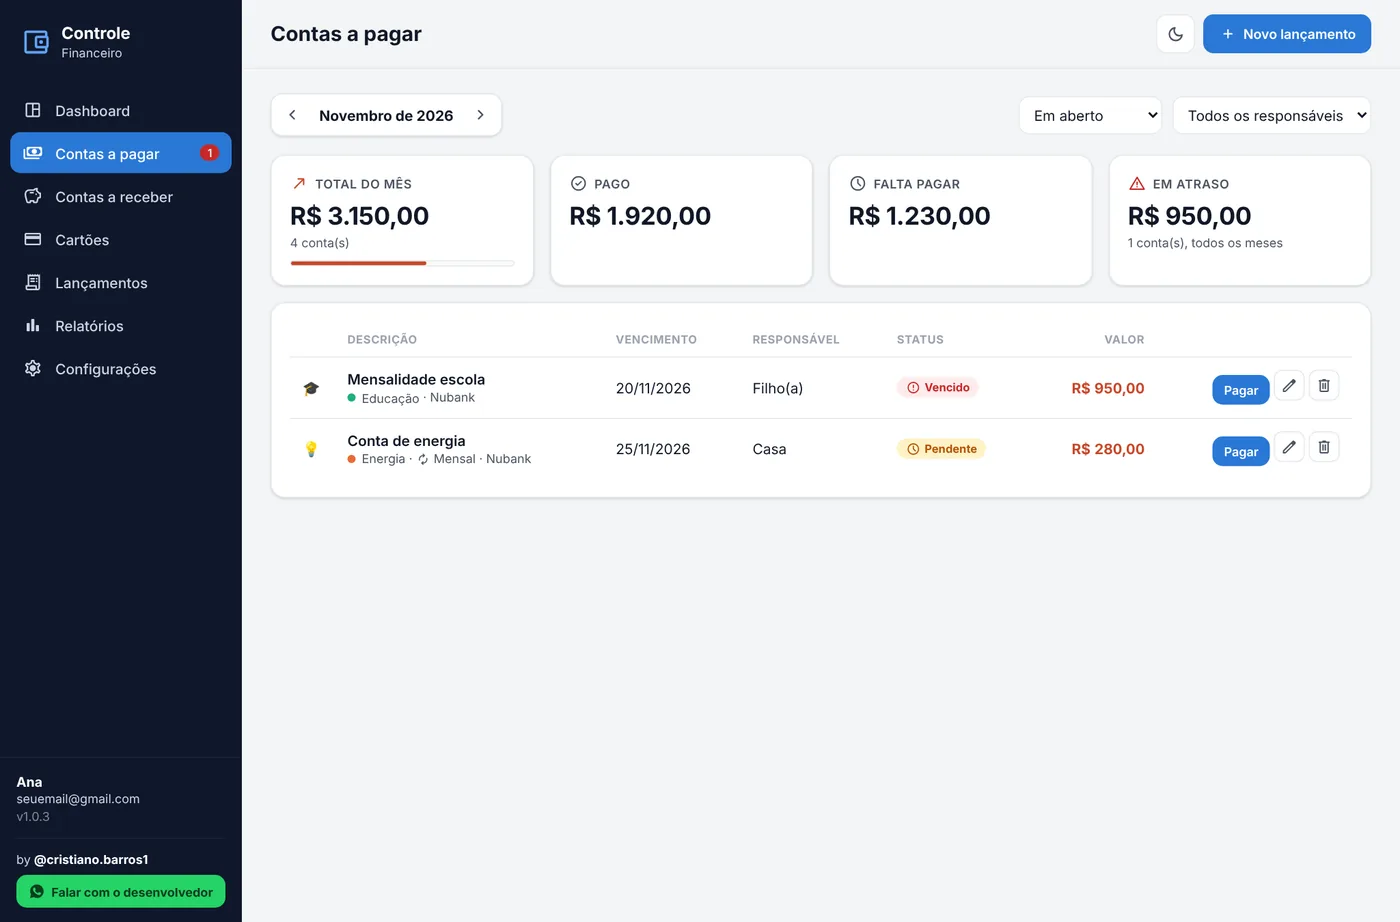 Controle
Financeiro
Dashboard
Contas a pagar 1
Contas a receber
Cartões
Lançamentos
Relatórios
Configurações
Ana
seuemail@gmail.com
v1.0.3
by @cristiano.barros1
Falar com o desenvolvedor
Contas a pagar
+ Novo lançamento
Novembro de 2026
Em aberto
Todos os responsáveis
TOTAL DO MÊS
R$ 3.150,00
4 conta(s)
PAGO
R$ 1.920,00
FALTA PAGAR
R$ 1.230,00
EM ATRASO
R$ 950,00
1 conta(s), todos os meses
DESCRIÇÃO VENCIMENTO RESPONSÁVEL STATUS VALOR
Mensalidade escola
Educação · Nubank
20/11/2026 Filho(a) Vencido R$ 950,00 Pagar
Conta de energia
Energia · Mensal · Nubank
25/11/2026 Casa Pendente R$ 280,00 Pagar